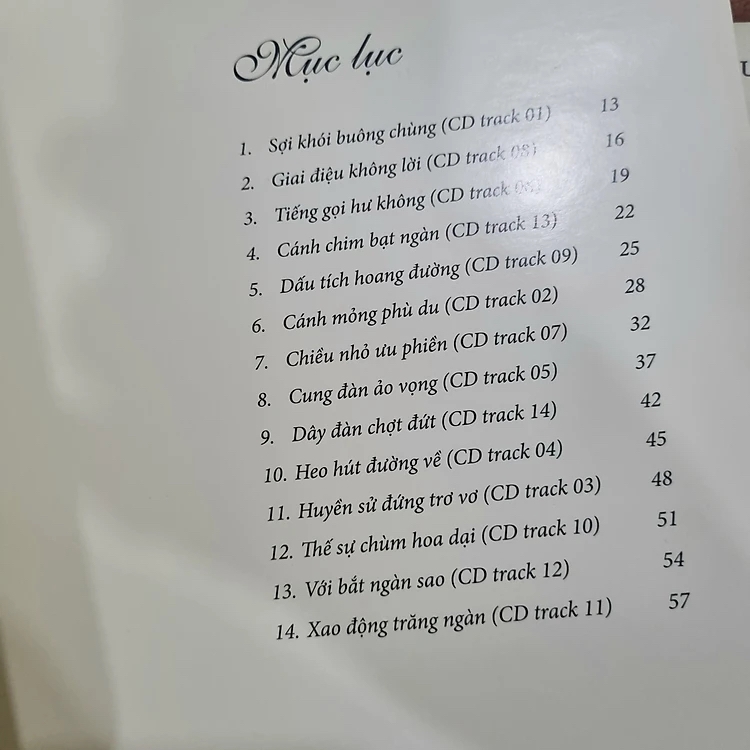 Mục lục
1. Sợi khói buông chùng (CD track 01) 13
2. Giai điệu không lời (CD track 08) 16
3. Tiếng gọi hư không (CD track 19
4. Cánh chim bạt ngàn (CD track 13) 22
5. Dấu tích hoang đường (CD track 09) 25
6. Cánh mỏng phù du (CD track 02) 28
7. Chiều nhỏ ưu phiền (CD track 07) 32
8. Cung đàn ảo vọng (CD track 05) 37
9. Dây đàn chợt đứt (CD track 14) 42
10. Heo hút đường về (CD track 04) 45
11. Huyền sử đứng trơ vơ (CD track 03) 48
12. Thế sự chùm hoa dại (CD track 10) 51
13. Với bắt ngàn sao (CD track 12) 54
14. Xao động trăng ngàn (CD track 11) 57